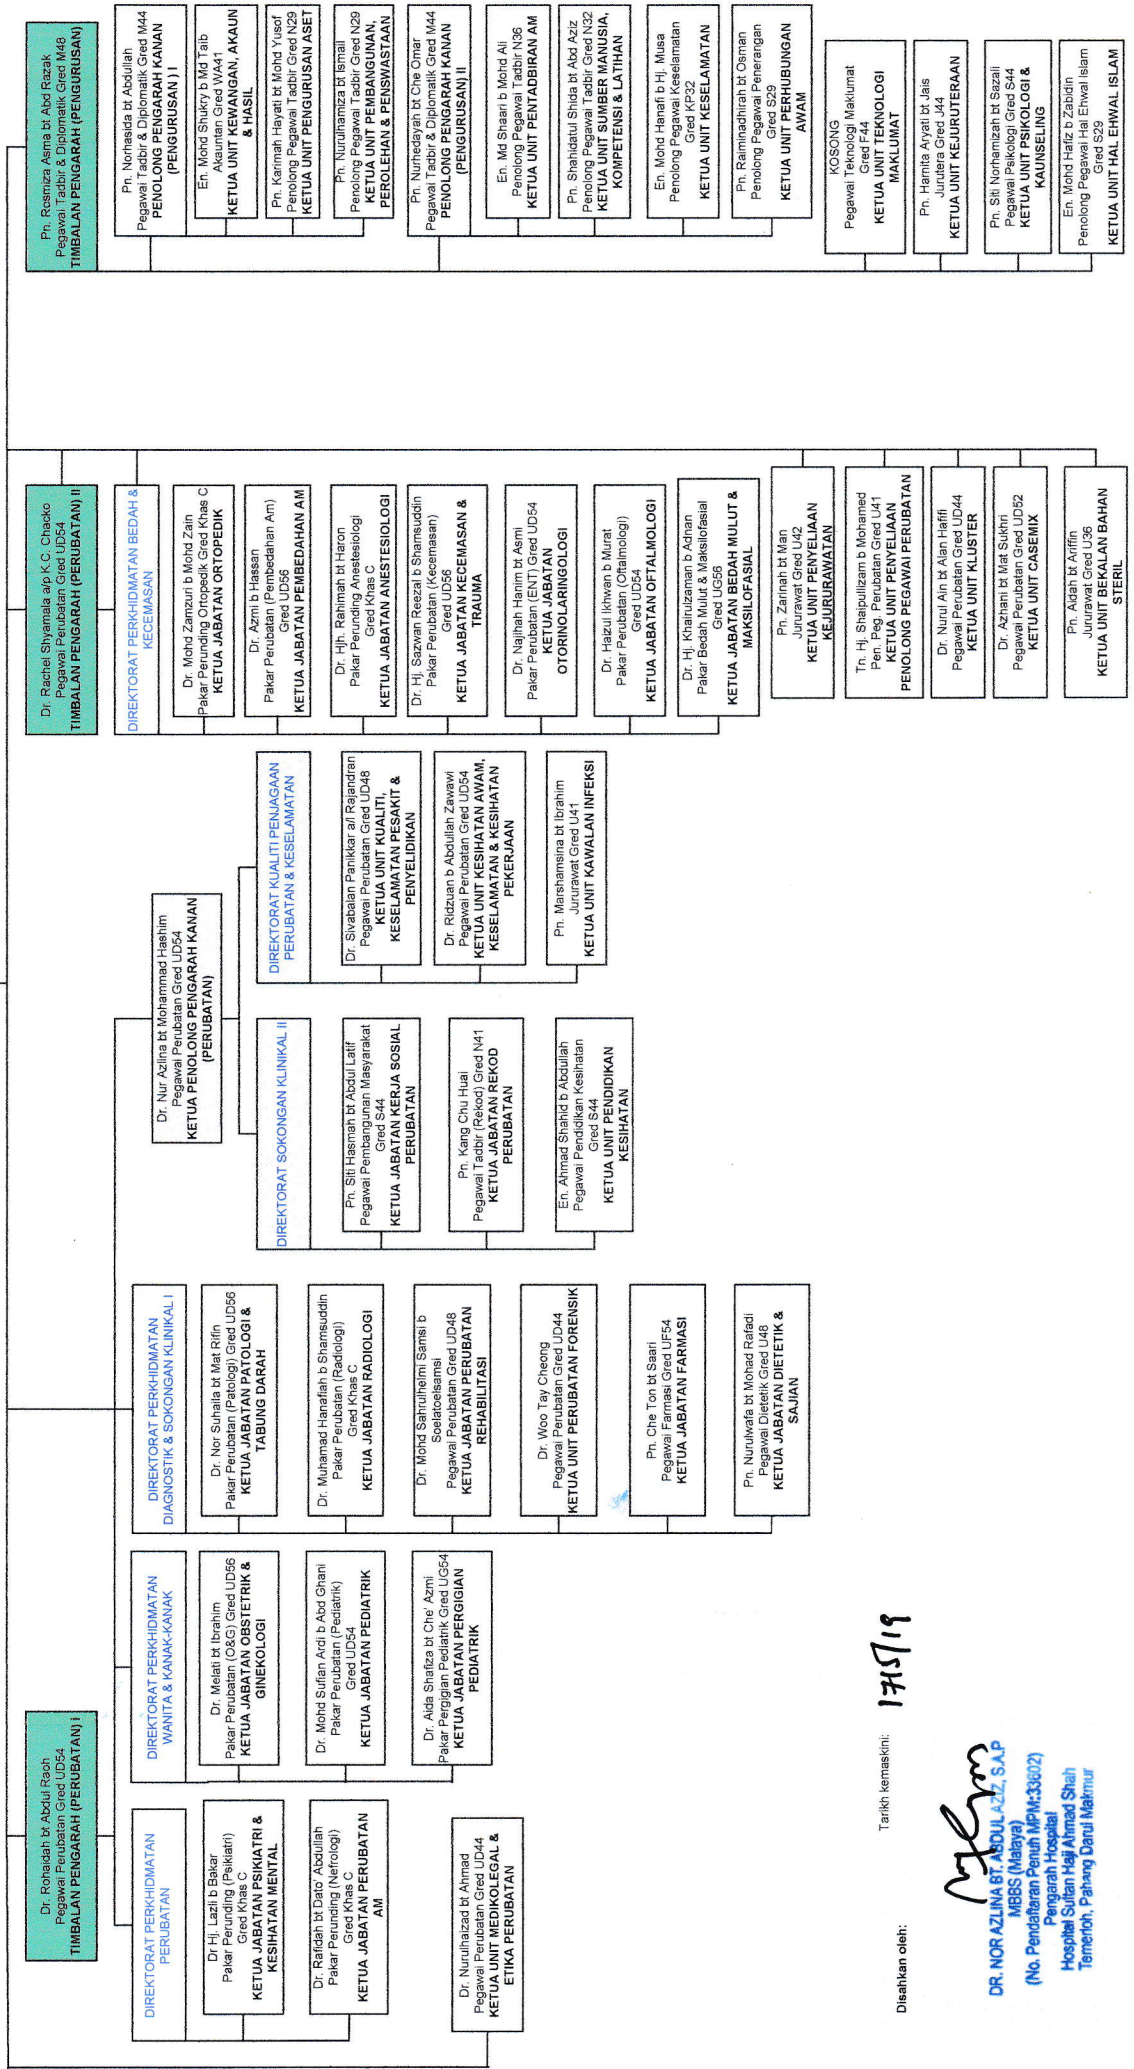 Dr. Rohaidah bt Abdul Raoh
Pegawai Perubatan Gred UD54
TIMBALAN PENGARAH (PERUBATAN) I
DIREKTORAT PERKHIDMATAN
PERUBATAN
Dr Hj. Lazli b Bakar
Pakar Perunding (Psikiatri)
Gred Khas C
KETUA JABATAN PSIKIATRI &
KESIHATAN MENTAL
Dr. Rafidah bt Dato' Abdullah
Pakar Perunding (Nefrologi)
Gred Khas C
KETUA JABATAN PERUBATAN
AM
Dr. Nurulhaizad bt Ahmad
Pegawai Perubatan Gred UD44
KETUA UNIT MEDIKOLEGAL &
ETIKA PERUBATAN
DIREKTORAT PERKHIDMATAN
WANITA & KANAK-KANAK
Dr. Melati bt Ibrahim
Pakar Perubatan (O&G) Gred UD56
KETUA JABATAN OBSTETRIK &
GINEKOLOGI
Dr. Mohd Sufian Ardi b Abd Ghani
Pakar Perubatan (Pediatrik)
Gred UD54
KETUA JABATAN PEDIATRIK
Dr. Aida Shafiza bt Che' Azmi
Pakar Pergigian Pediatrik Gred UG54
KETUA JABATAN PERGIGIAN
PEDIATRIK
DIREKTORAT PERKHIDMATAN
DIAGNOSTIK & SOKONGAN KLINIKAL I
Dr. Nor Suhaila bt Mat Rifin
Pakar Perubatan (Patologi) Gred UD56
KETUA JABATAN PATOLOGI &
TABUNG DARAH
Dr. Muhamad Hanafiah b Shamsuddin
Pakar Perubatan (Radiologi)
Gred Khas C
KETUA JABATAN RADIOLOGI
Dr. Mohd Sahrulhelmi Samsi b
Soelatoelsamsi
Pegawai Perubatan Gred UD48
KETUA JABATAN PERUBATAN
REHABILITASI
Dr. Woo Tay Cheong
Pegawai Perubatan Gred UD44
KETUA UNIT PERUBATAN FORENSIK
Pn. Che Ton bt Saari
Pegawai Farmasi Gred UF54
KETUA JABATAN FARMASI
Pn. Nurulwafa bt Mohad Rafadi
Pegawai Dietetik Gred U48
KETUA JABATAN DIETETIK &
SAJIAN
Dr. Nur Azlina bt Mohammad Hashim
Pegawai Perubatan Gred UD54
KETUA PENOLONG PENGARAH KANAN
(PERUBATAN)
DIREKTORAT SOKONGAN KLINIKAL II
Pn. Siti Hasmah bt Abdul Latif
Pegawai Pembangunan Masyarakat
Gred S44
KETUA JABATAN KERJA SOSIAL
PERUBATAN
Pn. Kang Chu Huai
Pegawai Tadbir (Rekod) Gred N41
KETUA JABATAN REKOD
PERUBATAN
En. Ahmad Shahid b Abdullah
Pegawai Pendidikan Kesihatan
Gred S44
KETUA UNIT PENDIDIKAN
KESIHATAN
DIREKTORAT KUALITI PENJAGAAN
PERUBATAN & KESELAMATAN
Dr. Sivabalan Panikkar a/l Rajandran
Pegawai Perubatan Gred UD48
KETUA UNIT KUALITI,
KESELAMATAN PESAKIT &
PENYELIDIKAN
Dr. Ridzuan b Abdullah Zawawi
Pegawai Perubatan Gred UD54
KETUA UNIT KESIHATAN AWAM,
KESELAMATAN & KESIHATAN
PEKERJAAN
Pn. Marshamsina bt Ibrahim
Jururawat Gred U41
KETUA UNIT KAWALAN INFEKSI
Dr. Rachel Shyamala a/p K.C. Chacko
Pegawai Perubatan Gred UD54
TIMBALAN PENGARAH (PERUBATAN) II
DIREKTORAT PERKHIDMATAN BEDAH &
KECEMASAN
Dr. Mohd Zamzuri b Mohd Zain
Pakar Perunding Ortopedik Gred Khas C
KETUA JABATAN ORTOPEDIK
Dr. Azmi b Hassan
Pakar Perubatan (Pembedahan Am)
Gred UD56
KETUA JABATAN PEMBEDAHAN AM
Dr. Hjh. Rahimah bt Haron
Pakar Perunding Anestesiologi
Gred Khas C
KETUA JABATAN ANESTESIOLOGI
Dr. Hj. Sazwan Reezal b Shamsuddin
Pakar Perubatan (Kecemasan)
Gred UD56
KETUA JABATAN KECEMASAN &
TRAUMA
Dr. Najihah Hanim bt Asmi
Pakar Perubatan (ENT) Gred UD54
KETUA JABATAN
OTORINOLARINGOLOGI
Dr. Haizul Ikhwan b Murat
Pakar Perubatan (Oftalmologi)
Gred UD54
KETUA JABATAN OFTALMOLOGI
Dr. Hj. Khairulzaman b Adnan
Pakar Bedah Mulut & Maksilofasial
Gred UG56
KETUA JABATAN BEDAH MULUT &
MAKSILOFASIAL
Pn. Zarinah bt Man
Jururawat Gred U42
KETUA UNIT PENYELIAAN
KEJURURAWATAN
Tn. Hj. Shaipullizam b Mohamed
Pen. Peg. Perubatan Gred U41
KETUA UNIT PENYELIAAN
PENOLONG PEGAWAI PERUBATAN
Dr. Nurul Ain bt Alan Hafifi
Pegawai Perubatan Gred UD44
KETUA UNIT KLUSTER
Dr. Azhani bt Mat Sukhri
Pegawai Perubatan Gred UD52
KETUA UNIT CASEMIX
Pn. Aidah bt Ariffin
Jururawat Gred U36
KETUA UNIT BEKALAN BAHAN
STERIL
Pn. Rosmiza Asma bt Abd Razak
Pegawai Tadbir & Diplomatik Gred M48
TIMBALAN PENGARAH (PENGURUSAN)
Pn. Norhasida bt Abdullah
Pegawai Tadbir & Diplomatik Gred M44
PENOLONG PENGARAH KANAN
(PENGURUSAN) I
En. Mohd Shukry b Md Taib
Akauntan Gred WA41
KETUA UNIT KEWANGAN, AKAUN
& HASIL
Pn. Karimah Hayati bt Mohd Yusof
Penolong Pegawai Tadbir Gred N29
KETUA UNIT PENGURUSAN ASET
Pn. Nurulhamiza bt Ismail
Penolong Pegawai Tadbir Gred N29
KETUA UNIT PEMBANGUNAN,
PEROLEHAN & PENSWASTAAN
Pn. Nurhedayah bt Che Omar
Pegawai Tadbir & Diplomatik Gred M44
PENOLONG PENGARAH KANAN
(PENGURUSAN) II
En. Md Shaari b Mohd Ali
Penolong Pegawai Tadbir N36
KETUA UNIT PENTADBIRAN AM
Pn. Shahidatul Shida bt Abd Aziz
Penolong Pegawai Tadbir Gred N32
KETUA UNIT SUMBER MANUSIA,
KOMPETENSI & LATIHAN
En. Mohd Hanafi b Hj. Musa
Penolong Pegawai Keselamatan
Gred KP32
KETUA UNIT KESELAMATAN
Pn. Raimiadhirah bt Osman
Penolong Pegawai Penerangan
Gred S29
KETUA UNIT PERHUBUNGAN
AWAM
KOSONG
Pegawai Teknologi Maklumat
Gred F44
KETUA UNIT TEKNOLOGI
MAKLUMAT
Pn. Harnita Aryati bt Jais
Jurutera Gred J44
KETUA UNIT KEJURUTERAAN
Pn. Siti Norhamizah bt Sazali
Pegawai Psikologi Gred S44
KETUA UNIT PSIKOLOGI &
KAUNSELING
En. Mohd Hafiz b Zabidin
Penolong Pegawai Hal Ehwal Islam
Gred S29
KETUA UNIT HAL EHWAL ISLAM
Disahkan oleh:
Tarikh kemaskini: 17/5/19
DR. NOR AZLINA BT. ABDUL AZIZ, S.A.P
MBBS (Malaya)
(No. Pendaftaran Penuh MPM:33602)
Pengarah Hospital
Hospital Sultan Haji Ahmad Shah
Temerloh, Pahang Darul Makmur